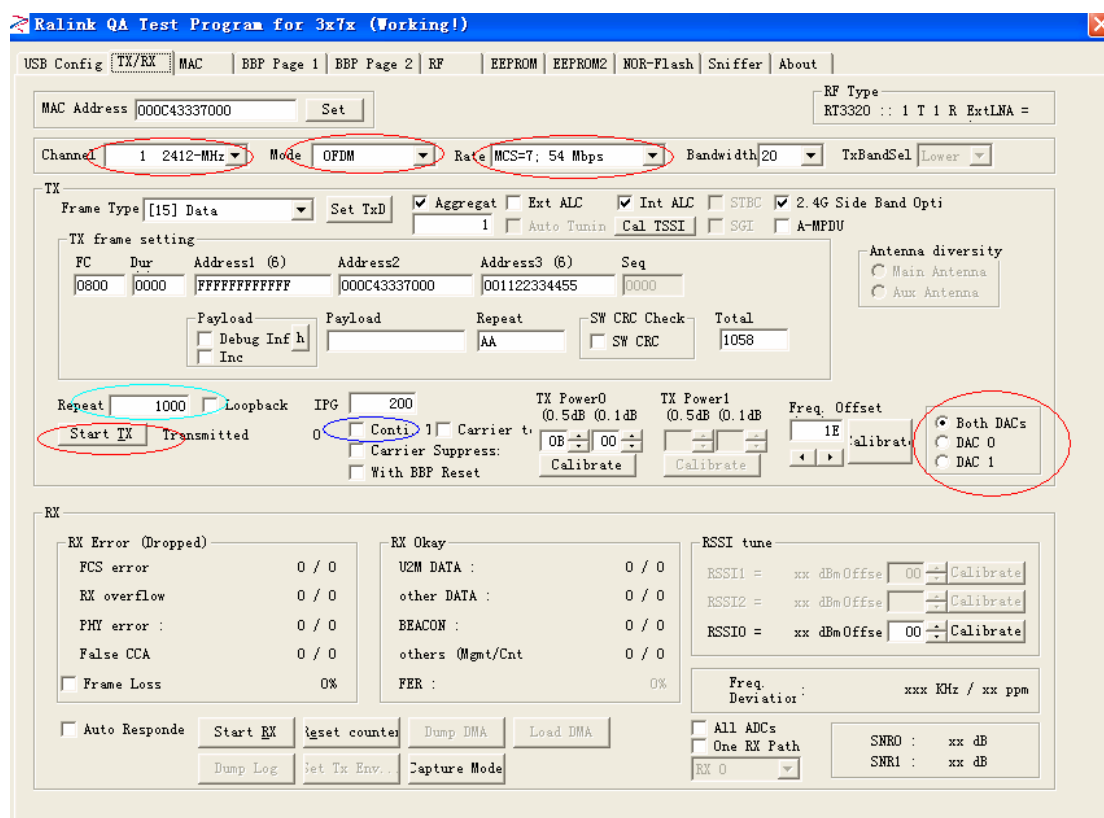 Ralink QA Test Program for 3x7x (Working!)
USB Config TX/RX MAC BBP Page 1 BBP Page 2 RF EEPROM EEPROM2 NOR-Flash Sniffer About
MAC Address 000C43337000 Set
RF Type
RT3320 :: 1 T 1 R ExtLNA =
Channel 1 2412-MHz Mode OFDM Rate MCS=7; 54 Mbps Bandwidth 20 TxBandSel Lower
TX
Frame Type [15] Data Set TxD Aggregat Ext ALC Int ALC STBC 2.4G Side Band Opti
1 Auto Tunin Cal TSSI SGI A-MPDU
TX frame setting
FC Dur Address1 (6) Address2 Address3 (6) Seq
0800 0000 FFFFFFFFFFFF 000C43337000 001122334455 0000
Antenna diversity
Main Antenna
Aux Antenna
Payload Payload Repeat SW CRC Check Total
Debug Inf h AA SW CRC 1058
Inc
Repeat 1000 Loopback IPG 200
TX Power0 TX Power1 Freq. Offset
(0.5dB (0.1dB (0.5dB (0.1dB
Start TX Transmitted 0 Conti Carrier t
0B 00 1E alibrat
Carrier Suppress:
With BBP Reset Calibrate Calibrate
Both DACs
DAC 0
DAC 1
RX
RX Error (Dropped) RX Okay RSSI tune
FCS error 0 / 0 U2M DATA : 0 / 0 RSSI1 = xx dBm Offse 00 Calibrate
RX overflow 0 / 0 other DATA : 0 / 0 RSSI2 = xx dBm Offse Calibrate
PHY error : 0 / 0 BEACON : 0 / 0 RSSI0 = xx dBm Offse 00 Calibrate
False CCA 0 / 0 others (Mgmt/Cnt 0 / 0
Frame Loss 0% FER : 0%
Freq. Deviatior : xxx KHz / xx ppm
Auto Responde Start RX Reset counter Dump DMA Load DMA
All ADCs
One RX Path
RX 0
SNR0 : xx dB
SNR1 : xx dB
Dump Log Set Tx Env.. Capture Mode